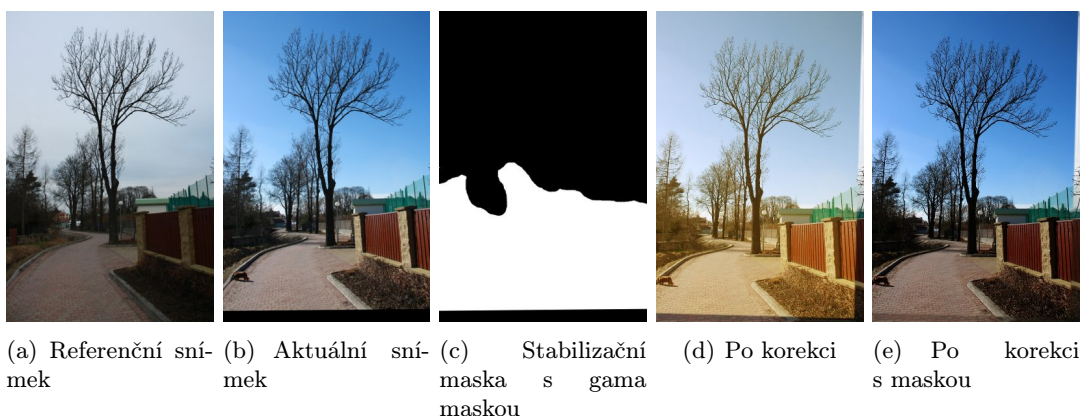 (a) Referenční sní-
mek
(b) Aktuální sní-
mek
(c) Stabilizační
maska s gama
maskou
(d) Po korekci
(e) Po korekci
s maskou